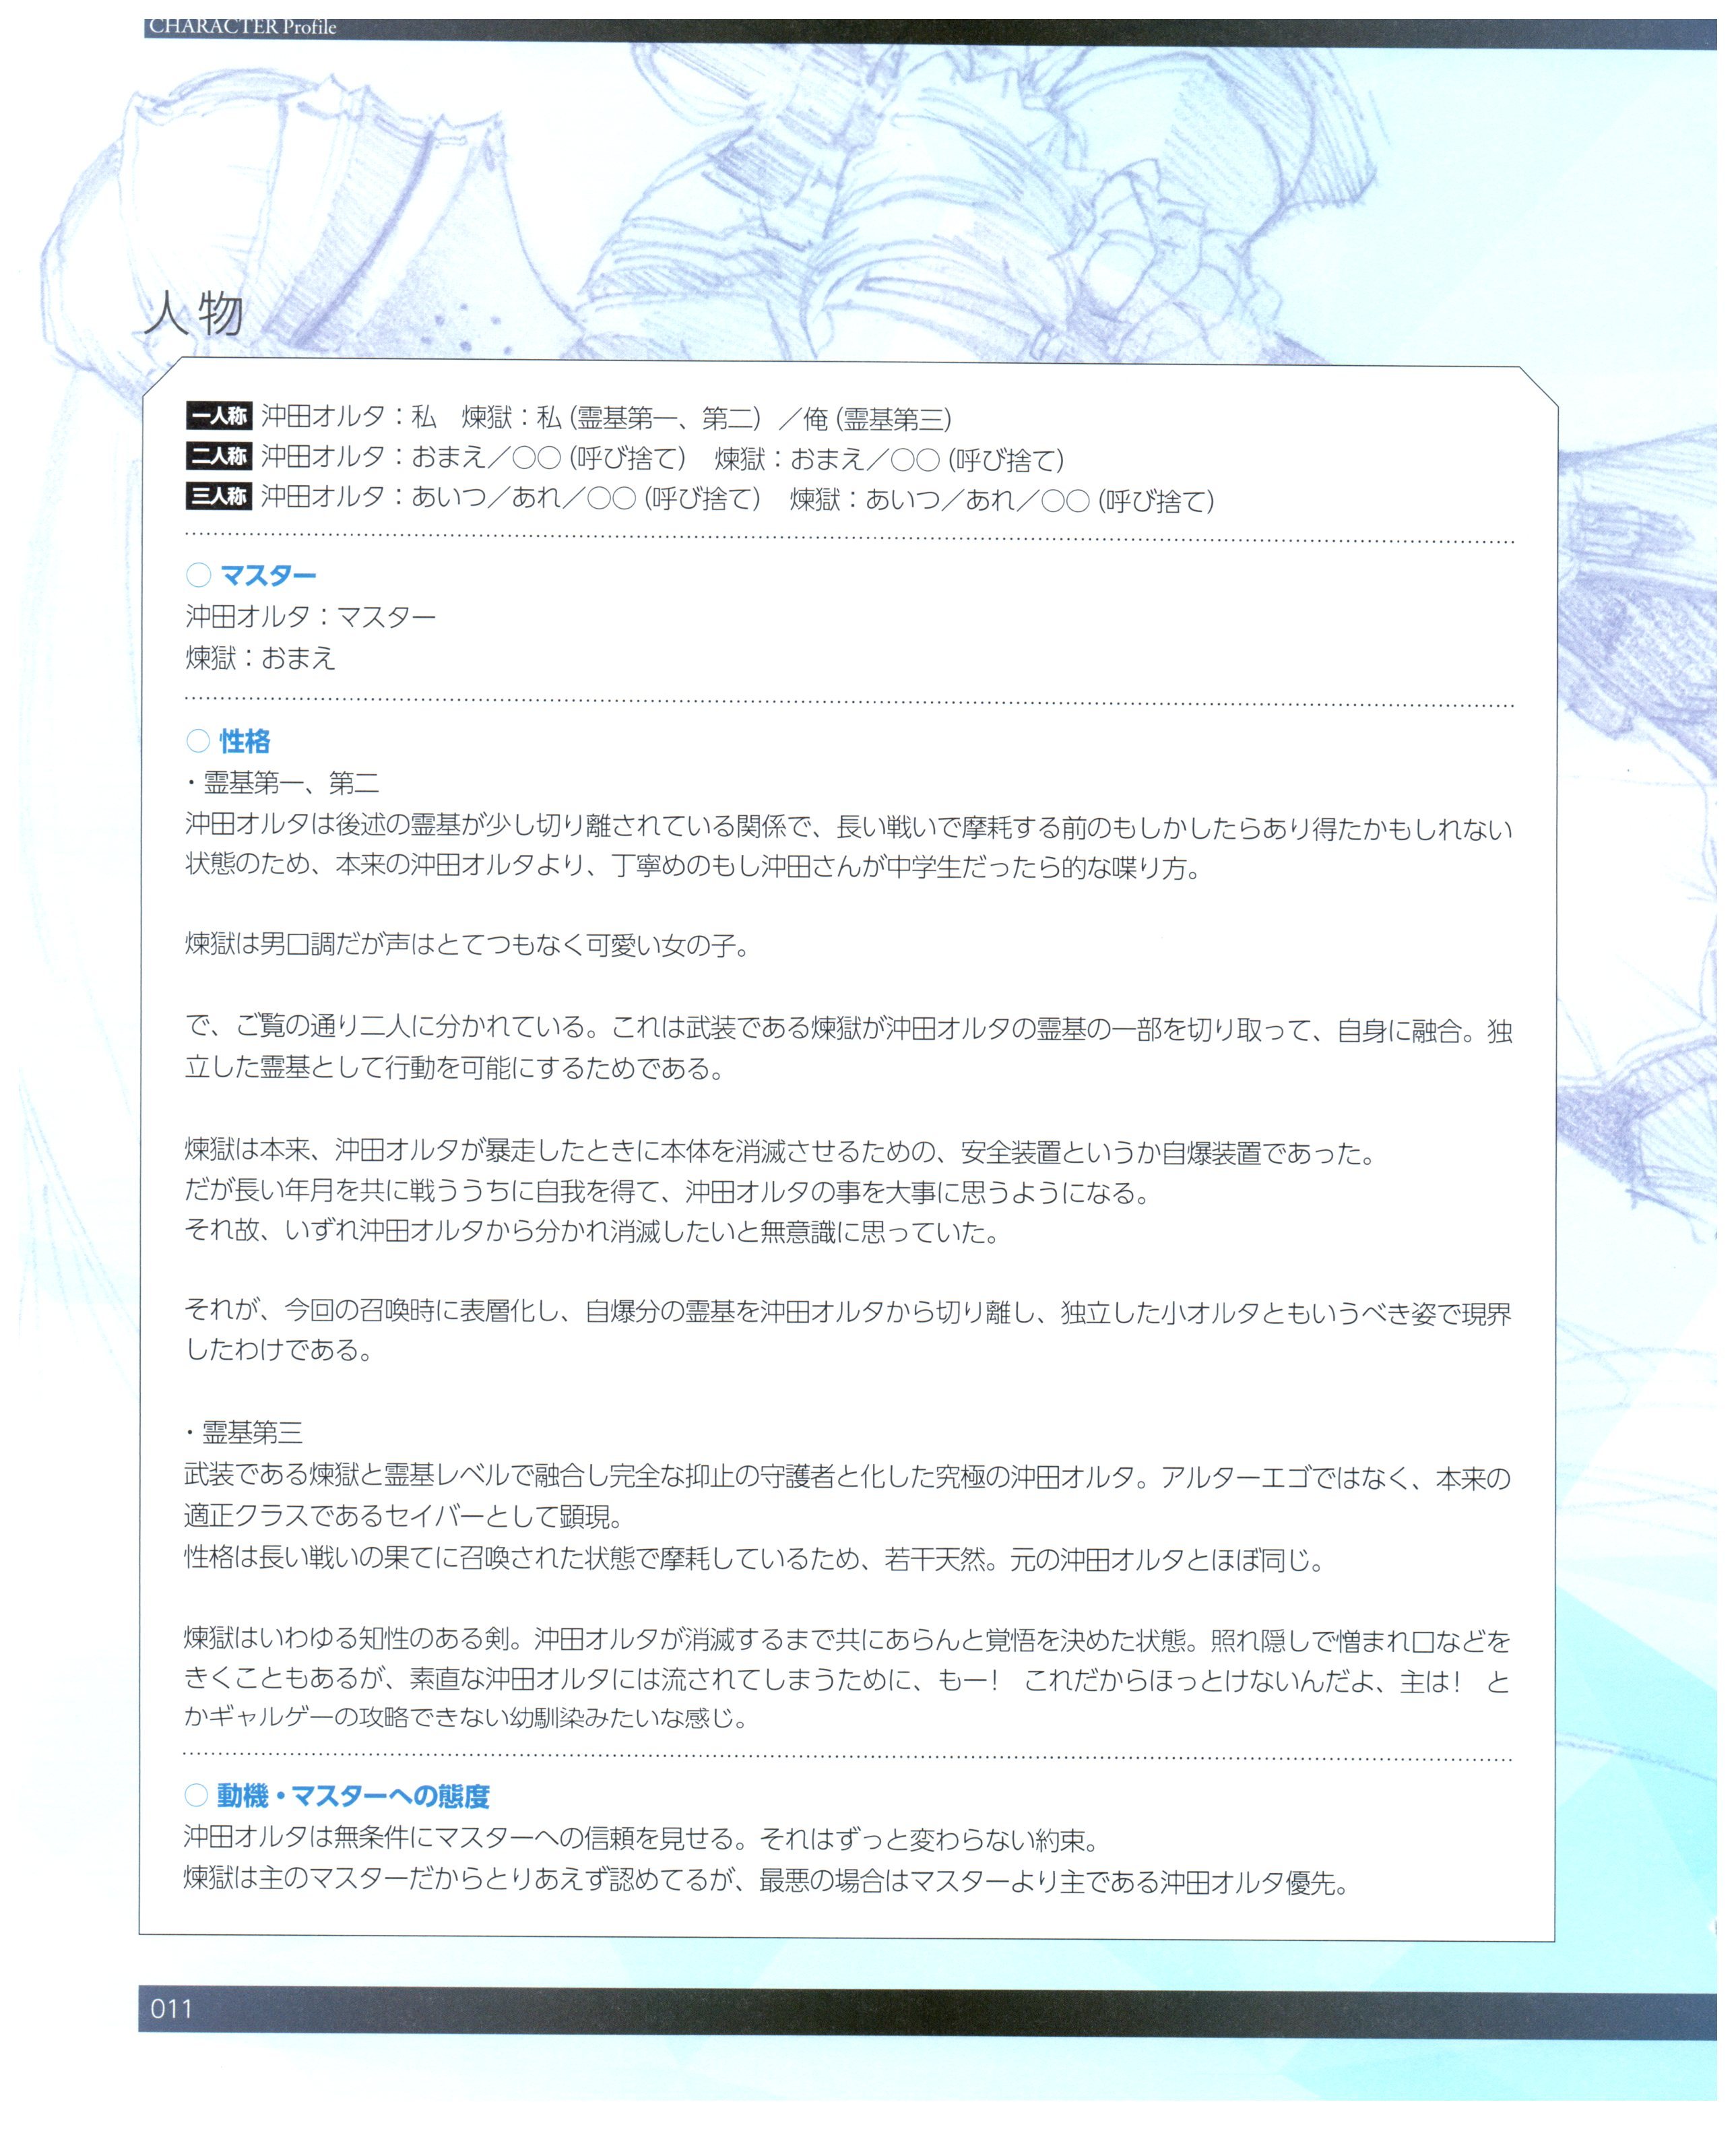 CHARACTER Profile
人物
一人称 沖田オルタ：私　煉獄：私（霊基第一、第二）／俺（霊基第三）
二人称 沖田オルタ：おまえ／○○（呼び捨て）　煉獄：おまえ／○○（呼び捨て）
三人称 沖田オルタ：あいつ／あれ／○○（呼び捨て）　煉獄：あいつ／あれ／○○（呼び捨て）
○ マスター
沖田オルタ：マスター
煉獄：おまえ
○ 性格
・霊基第一、第二
沖田オルタは後述の霊基が少し切り離されている関係で、長い戦いで摩耗する前のもしかしたらあり得たかもしれない
状態のため、本来の沖田オルタより、丁寧めのもし沖田さんが中学生だったら的な喋り方。
煉獄は男口調だが声はとてつもなく可愛い女の子。
で、ご覧の通り二人に分かれている。これは武装である煉獄が沖田オルタの霊基の一部を切り取って、自身に融合。独
立した霊基として行動を可能にするためである。
煉獄は本来、沖田オルタが暴走したときに本体を消滅させるための、安全装置というか自爆装置であった。
だが長い年月を共に戦ううちに自我を得て、沖田オルタの事を大事に思うようになる。
それ故、いずれ沖田オルタから分かれ消滅したいと無意識に思っていた。
それが、今回の召喚時に表層化し、自爆分の霊基を沖田オルタから切り離し、独立した小オルタともいうべき姿で現界
したわけである。
・霊基第三
武装である煉獄と霊基レベルで融合し完全な抑止の守護者と化した究極の沖田オルタ。アルターエゴではなく、本来の
適正クラスであるセイバーとして顕現。
性格は長い戦いの果てに召喚された状態で摩耗しているため、若干天然。元の沖田オルタとほぼ同じ。
煉獄はいわゆる知性のある剣。沖田オルタが消滅するまで共にあらんと覚悟を決めた状態。照れ隠しで憎まれ口などを
きくこともあるが、素直な沖田オルタには流されてしまうために、もー！　これだからほっとけないんだよ、主は！　と
かギャルゲーの攻略できない幼馴染みたいな感じ。
○ 動機・マスターへの態度
沖田オルタは無条件にマスターへの信頼を見せる。それはずっと変わらない約束。
煉獄は主のマスターだからとりあえず認めてるが、最悪の場合はマスターより主である沖田オルタ優先。
011